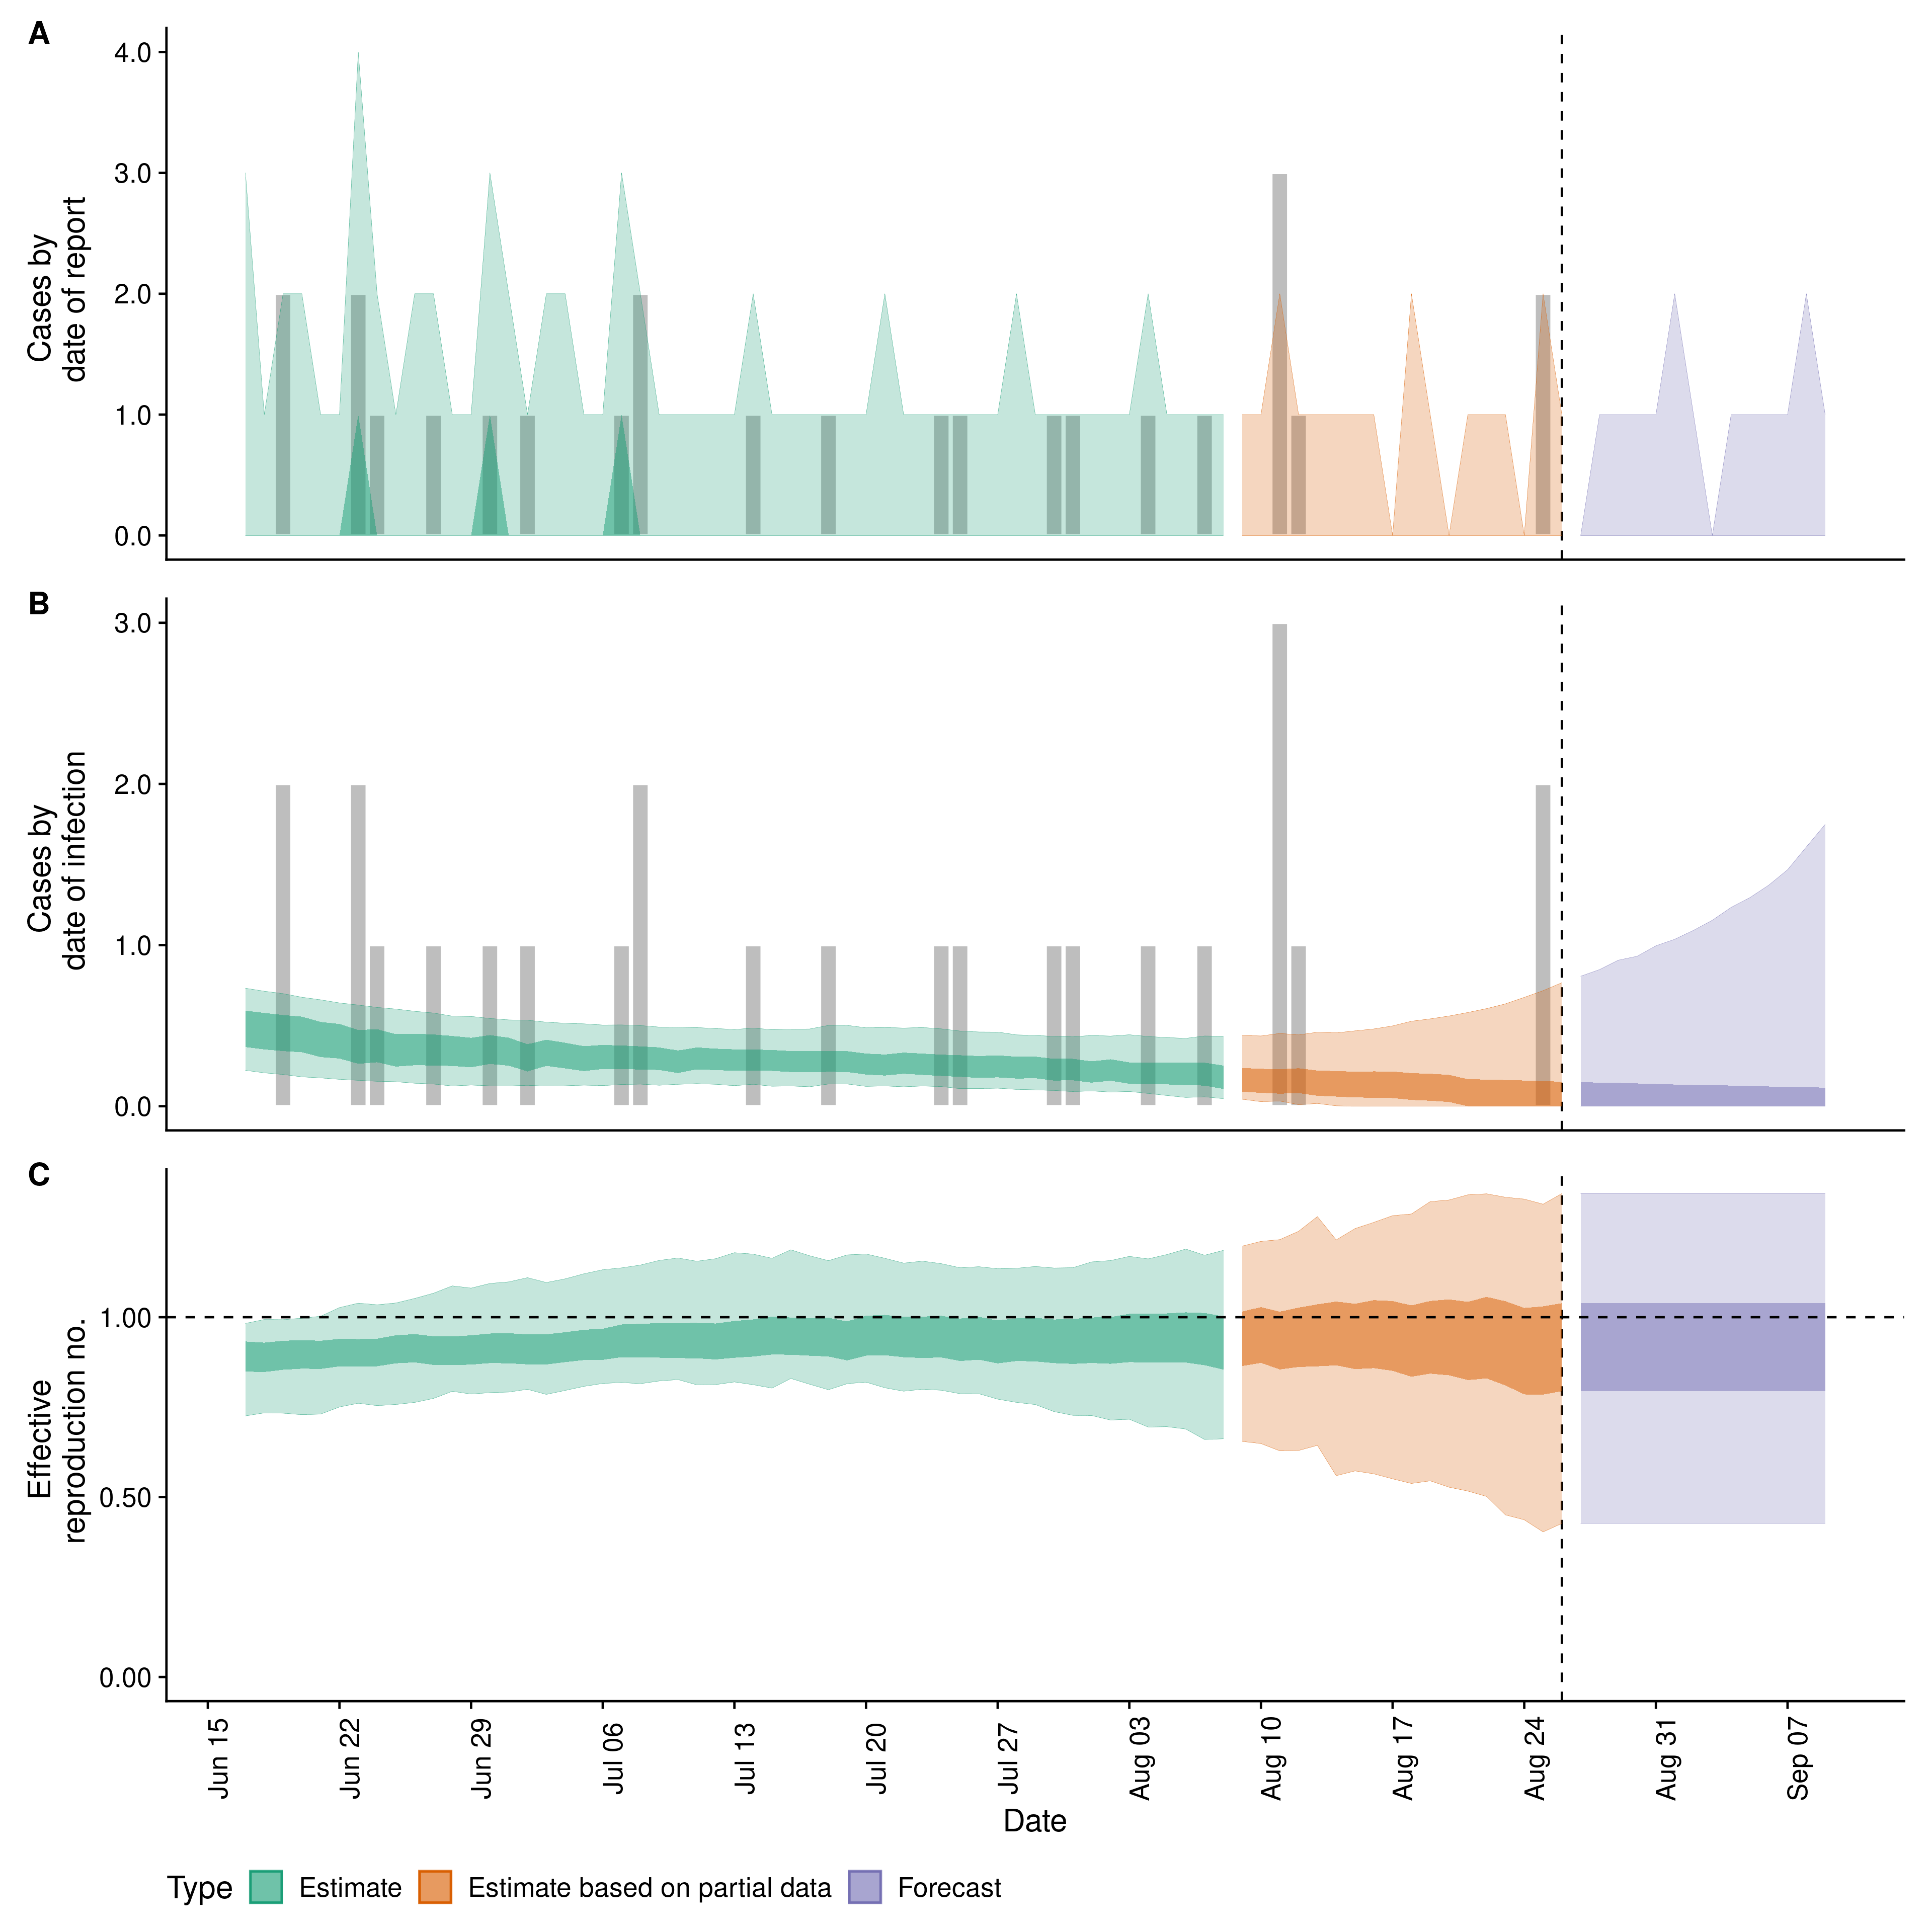 A
4.0
3.0
2.0
1.0
0.0
Cases by
date of report
B
3.0
2.0
1.0
0.0
Cases by
date of infection
C
1.00
0.50
0.00
Effective
reproduction no.
Jun 15
Jun 22
Jun 29
Jul 06
Jul 13
Jul 20
Jul 27
Aug 03
Aug 10
Aug 17
Aug 24
Aug 31
Sep 07
Date
Type
Estimate
Estimate based on partial data
Forecast